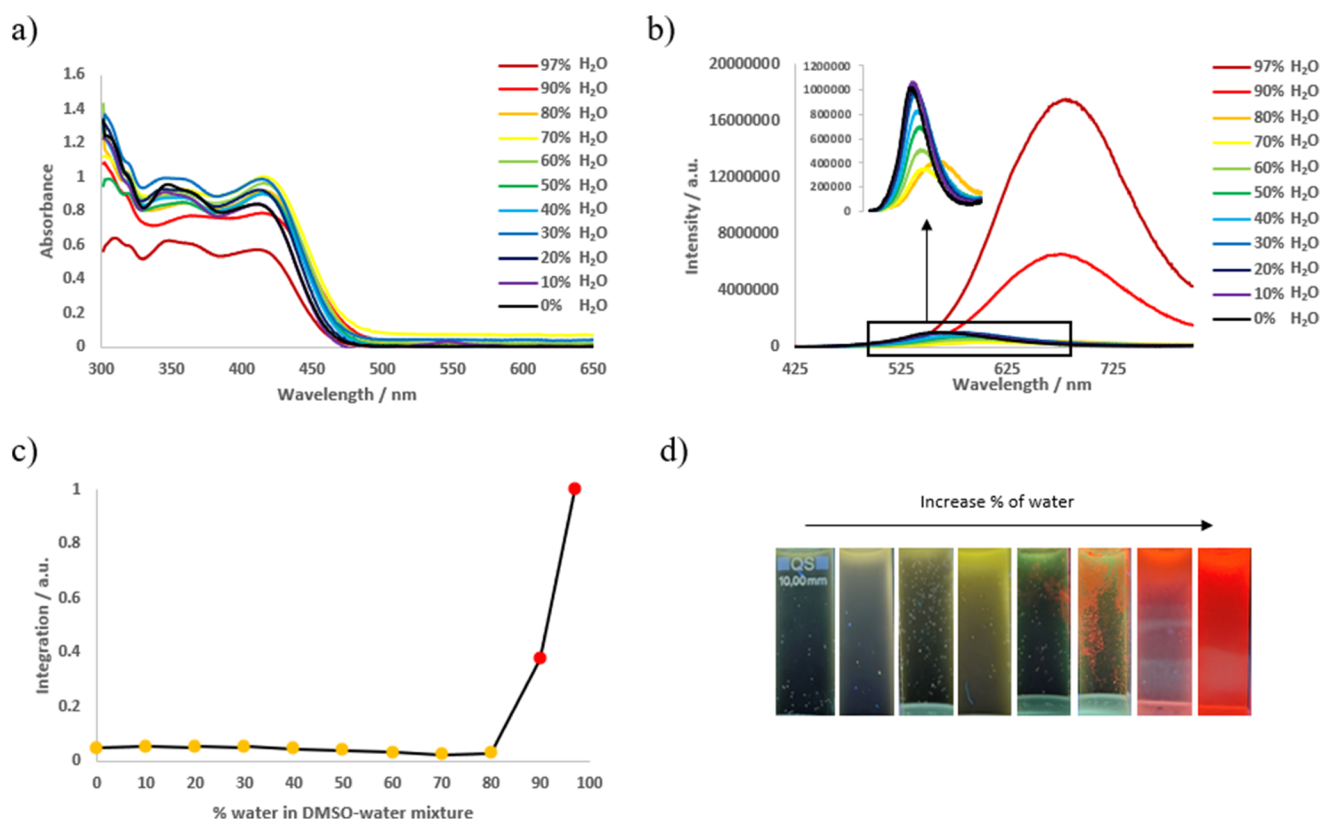 a)
1.6
1.4
1.2
1
0.8
0.6
0.4
0.2
0
Absorbance
300
350
400
450
500
550
600
650
Wavelength / nm
97% H₂O
90% H₂O
80% H₂O
70% H₂O
60% H₂O
50% H₂O
40% H₂O
30% H₂O
20% H₂O
10% H₂O
0% H₂O
b)
20000000
16000000
12000000
8000000
4000000
0
Intensity / a.u.
1200000
1000000
800000
600000
400000
200000
0
425
525
625
725
Wavelength / nm
97% H₂O
90% H₂O
80% H₂O
70% H₂O
60% H₂O
50% H₂O
40% H₂O
30% H₂O
20% H₂O
10% H₂O
0% H₂O
c)
1
0.8
0.6
0.4
0.2
0
Integration / a.u.
0
10
20
30
40
50
60
70
80
90
100
% water in DMSO-water mixture
d)
Increase % of water
QS
10,00mm